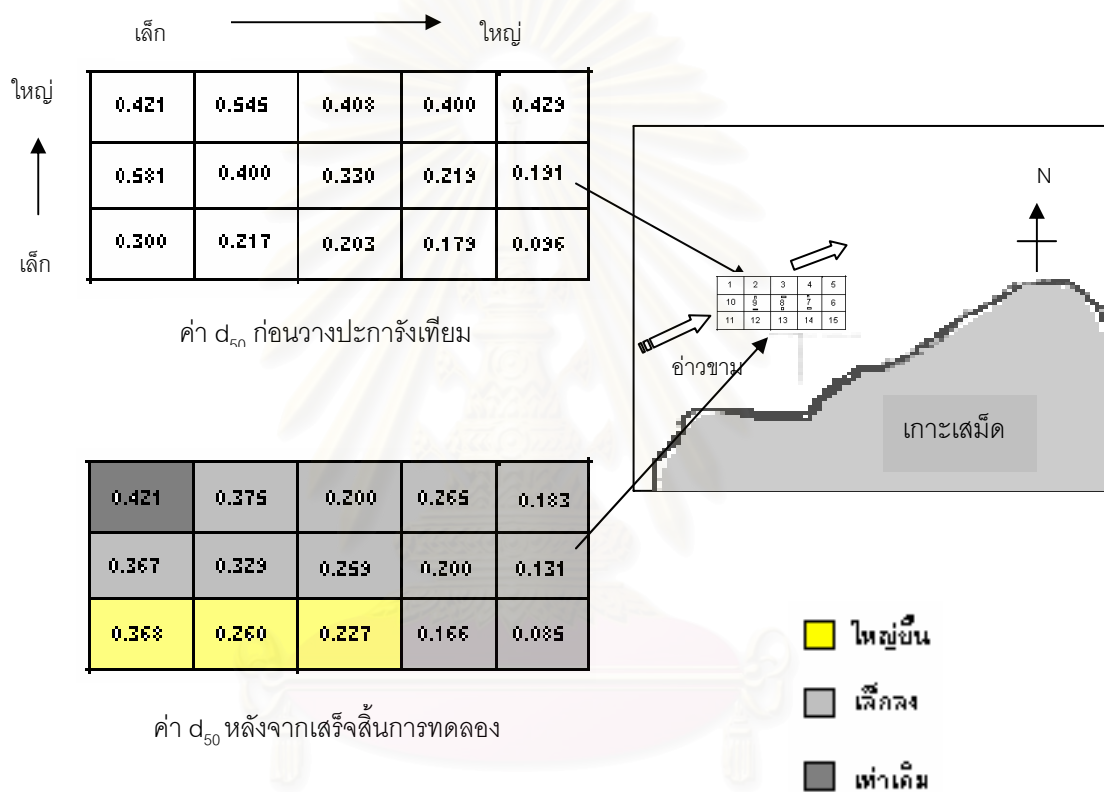 เล็ก ใหญ่
ใหญ่
เล็ก
0.421 0.545 0.408 0.400 0.429
0.581 0.400 0.330 0.219 0.191
0.300 0.217 0.203 0.179 0.096
ค่า d50 ก่อนวางปะการังเทียม
N
1 2 3 4 5
10 9 8 7 6
11 12 13 14 15
อ่าวขาม
เกาะเสม็ด
0.421 0.375 0.200 0.265 0.183
0.367 0.329 0.259 0.200 0.131
0.368 0.260 0.227 0.166 0.085
ค่า d50 หลังจากเสร็จสิ้นการทดลอง
ใหญ่ขึ้น
เล็กลง
เท่าเดิม